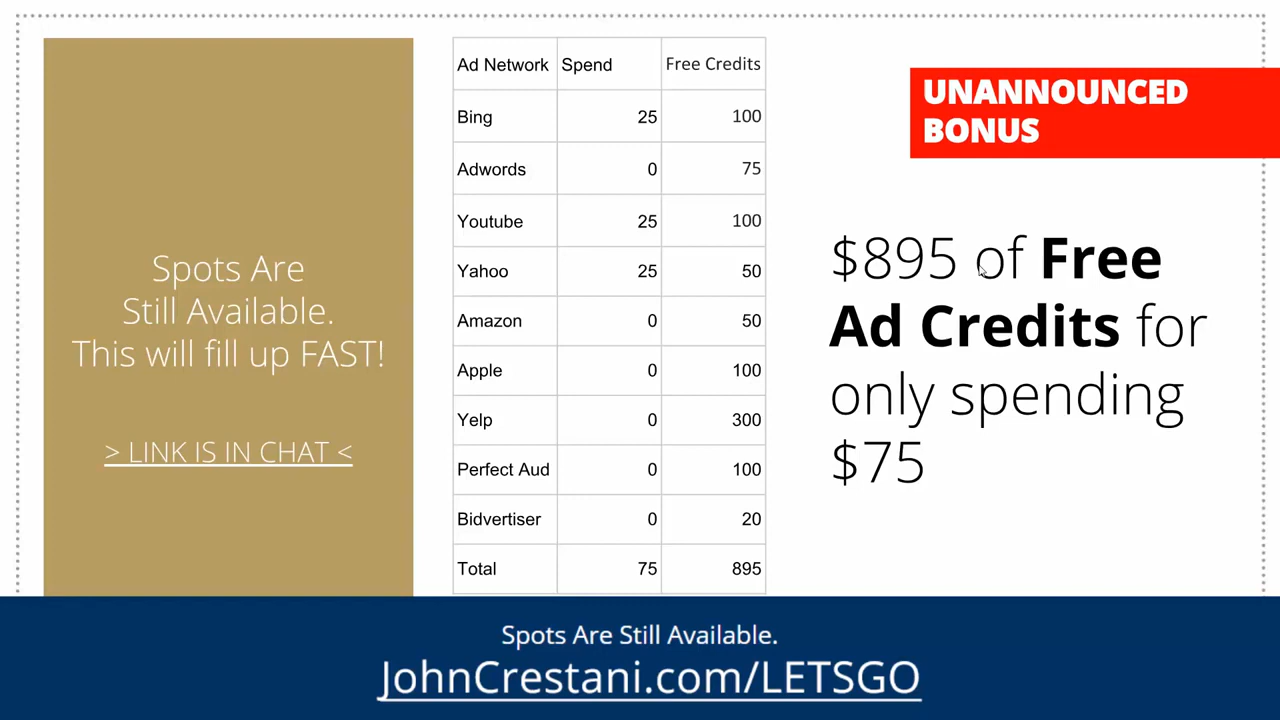 Spots Are
Still Available.
This will fill up FAST!
> LINK IS IN CHAT <
Ad Network Spend Free Credits
Bing 25 100
Adwords 0 75
Youtube 25 100
Yahoo 25 50
Amazon 0 50
Apple 0 100
Yelp 0 300
Perfect Aud 0 100
Bidvertiser 0 20
Total 75 895
UNANNOUNCED
BONUS
$895 of Free
Ad Credits for
only spending
$75
Spots Are Still Available.
JohnCrestani.com/LETSGO